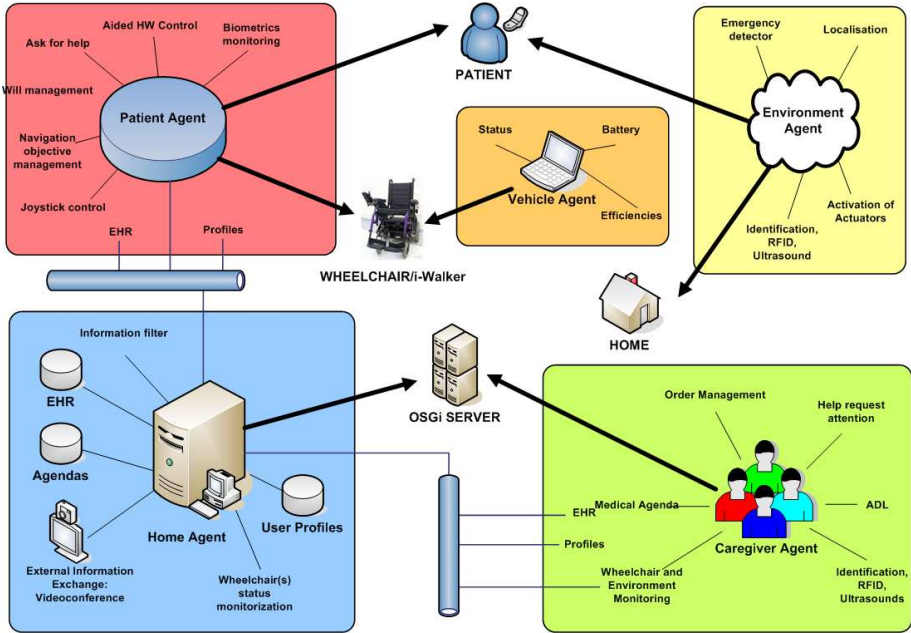 Aided HW Control
Biometrics
monitoring
Ask for help
Will management
Patient Agent
Navigation
objective
management
Joystick control
EHR
Profiles
PATIENT
Status
Battery
Vehicle Agent
Efficiencies
WHEELCHAIR/i-Walker
Emergency
detector
Localisation
Environment
Agent
Activation of
Actuators
Identification,
RFID,
Ultrasound
HOME
Information filter
EHR
Agendas
Home Agent
User Profiles
External Information
Exchange:
Videoconference
Wheelchair(s)
status
monitorization
OSGi SERVER
Order Management
Help request
attention
EHR
Medical Agenda
ADL
Profiles
Caregiver Agent
Wheelchair and
Environment
Monitoring
Identification,
RFID,
Ultrasounds